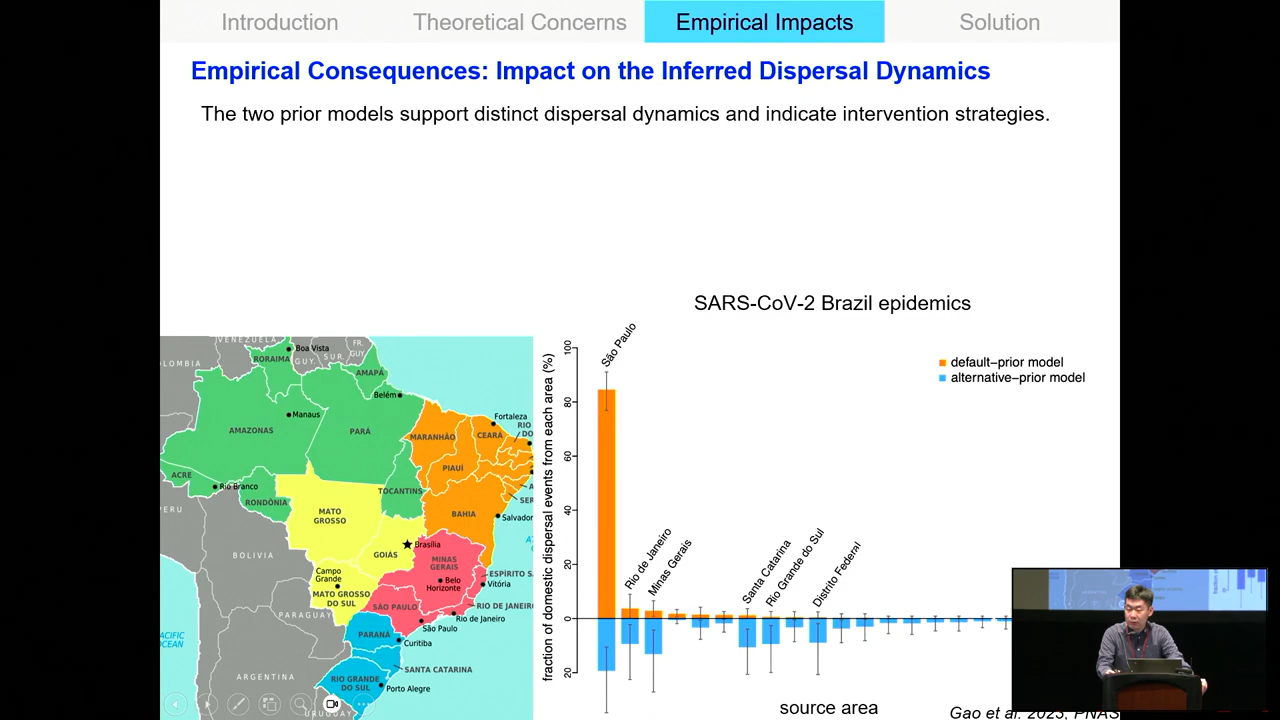 Introduction
Theoretical Concerns
Empirical Impacts
Solution
Empirical Consequences: Impact on the Inferred Dispersal Dynamics
The two prior models support distinct dispersal dynamics and indicate intervention strategies.
SARS-CoV-2 Brazil epidemics
VENEZUELA
OLOMBIA
GUY.
SUR.
FR.
GUY.
Boa Vista
RORAIMA
AMAPÁ
Belém
Manaus
Fortaleza
AMAZONAS
PARÁ
MARANHÃO
CEARÁ
RIO
DO
PIAUÍ
ACRE
Rio Branco
RONDÔNIA
TOCANTINS
A
SER
ERU
MATO
GROSSO
BAHIA
Salvador
BOLIVIA
GOIÁS
Brasília
AT
O
MINAS
GERAIS
Campo
Grande
Belo
Horizonte
ESPÍRITO S
Vitória
MATO GROSSO
DO SUL
PARAGUAY
SÃO PAULO
RIO DE JANEIR
Rio de Janeiro
São Paulo
PACIFIC
OCEAN
PARANÁ
Curitiba
SANTA CATARINA
ARGENTINA
RIO GRANDE
DO SUL
Porto Alegre
URUGUAY
fraction of domestic dispersal events from each area (%)
100
80
60
40
20
0
20
São Paulo
Rio de Janeiro
Minas Gerais
Santa Catarina
Rio Grande do Sul
Distrito Federal
default−prior model
alternative−prior model
source area
Gao et al. 2023, PNAS